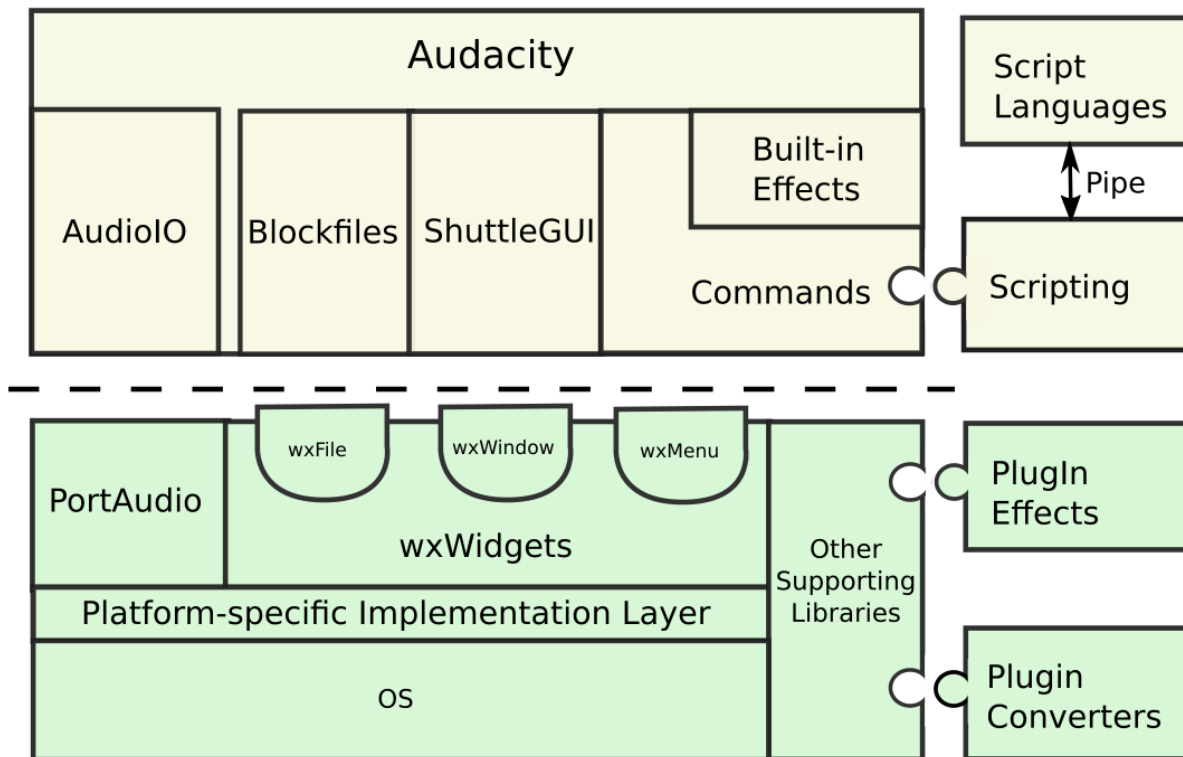 Audacity
Script
Languages
Built-in
Effects
Pipe
AudioIO
Blockfiles
ShuttleGUI
Commands
Scripting
wxFile
wxWindow
wxMenu
PortAudio
PlugIn
Effects
wxWidgets
Other
Supporting
Libraries
Platform-specific Implementation Layer
OS
Plugin
Converters